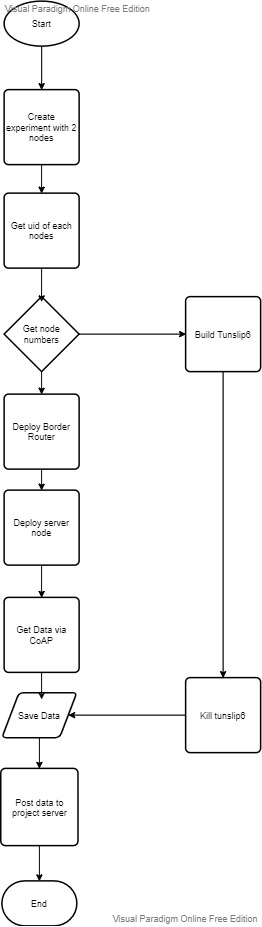 Visual Paradigm Online Free Edition
Start
Create
experiment with 2
nodes
Get uid of each
nodes
Get node
numbers
Build Tunslip6
Deploy Border
Router
Deploy server
node
Get Data via
CoAP
Save Data
Kill tunslip6
Post data to
project server
End
Visual Paradigm Online Free Edition